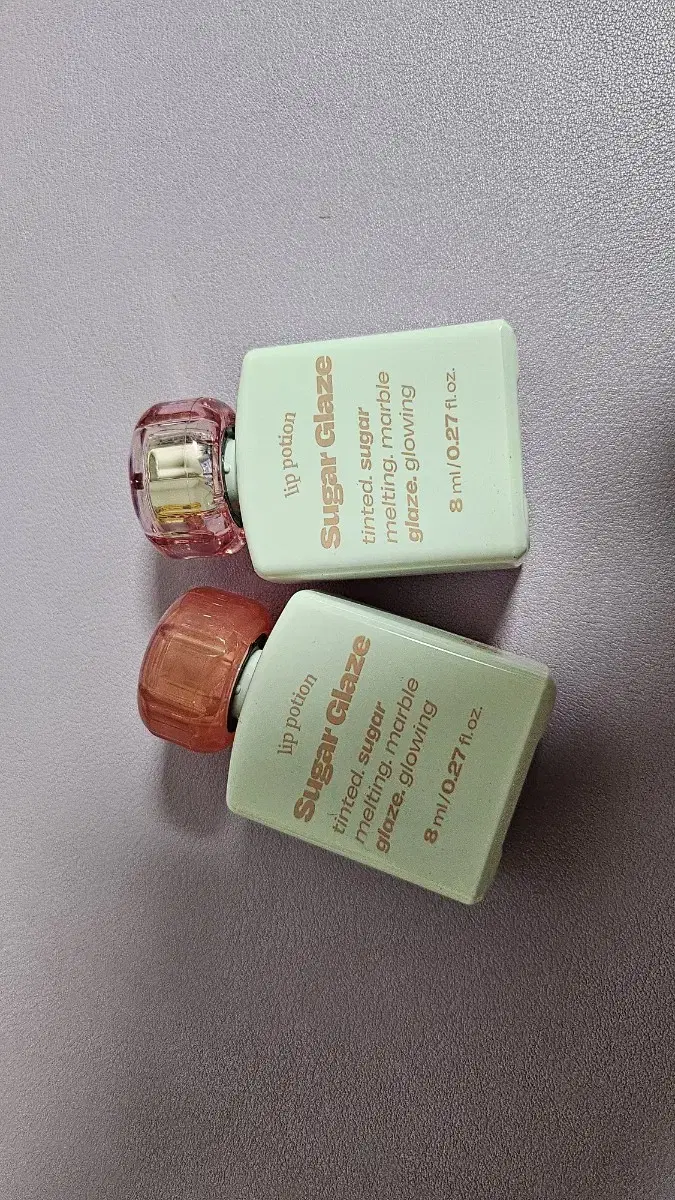 lip potion
Sugar Glaze
tinted. sugar
melting. marble
glaze. glowing
8 ml/0.27 fl.oz.
lip potion
Sugar Glaze
tinted. sugar
melting. marble
glaze. glowing
8 ml/0.27 fl.oz.